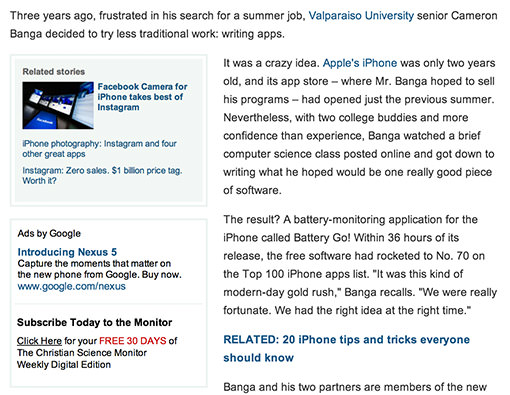 Three years ago, frustrated in his search for a summer job, Valparaiso University senior Cameron
Banga decided to try less traditional work: writing apps.
Related stories
Facebook Camera for
iPhone takes best of
Instagram
iPhone photography: Instagram and four
other great apps
Instagram: Zero sales. $1 billion price tag.
Worth it?
Ads by Google
Introducing Nexus 5
Capture the moments that matter on
the new phone from Google. Buy now.
www.google.com/nexus
Subscribe Today to the Monitor
Click Here for your FREE 30 DAYS of
The Christian Science Monitor
Weekly Digital Edition
It was a crazy idea. Apple's iPhone was only two years
old, and its app store – where Mr. Banga hoped to sell
his programs – had opened just the previous summer.
Nevertheless, with two college buddies and more
confidence than experience, Banga watched a brief
computer science class posted online and got down to
writing what he hoped would be one really good piece
of software.
The result? A battery-monitoring application for the
iPhone called Battery Go! Within 36 hours of its
release, the free software had rocketed to No. 70 on
the Top 100 iPhone apps list. "It was this kind of
modern-day gold rush," Banga recalls. "We were really
fortunate. We had the right idea at the right time."
RELATED: 20 iPhone tips and tricks everyone
should know
Banga and his two partners are members of the new